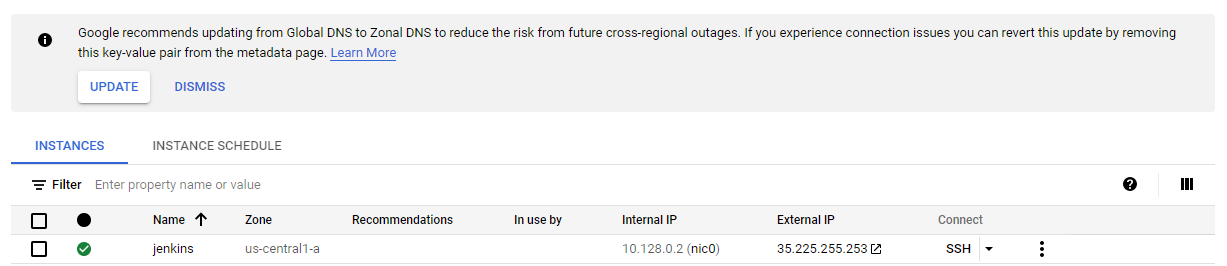 Google recommends updating from Global DNS to Zonal DNS to reduce the risk from future cross-regional outages. If you experience connection issues you can revert this update by removing
this key-value pair from the metadata page. Learn More
UPDATE DISMISS
INSTANCES INSTANCE SCHEDULE
Filter Enter property name or value
Name Zone Recommendations In use by Internal IP External IP Connect
jenkins us-central1-a 10.128.0.2 (nic0) 35.225.255.253 SSH